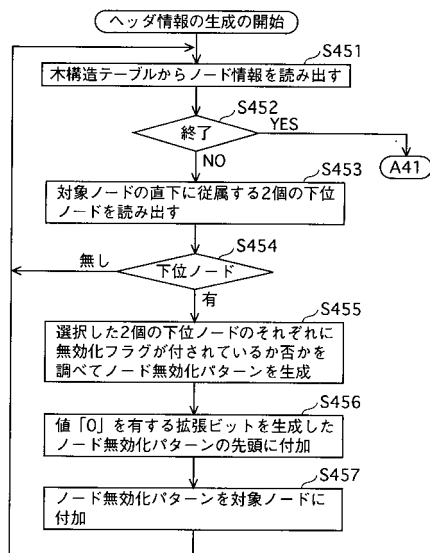 ヘッダ情報の生成の開始
S451
木構造テーブルからノード情報を読み出す
S452
終了
YES
A41
NO
S453
対象ノードの直下に従属する2個の下位
ノードを読み出す
S454
無し
下位ノード
有
S455
選択した2個の下位ノードのそれぞれに
無効化フラグが付されているか否かを
調べてノード無効化パターンを生成
S456
値「0」を有する拡張ビットを生成した
ノード無効化パターンの先頭に付加
S457
ノード無効化パターンを対象ノードに
付加